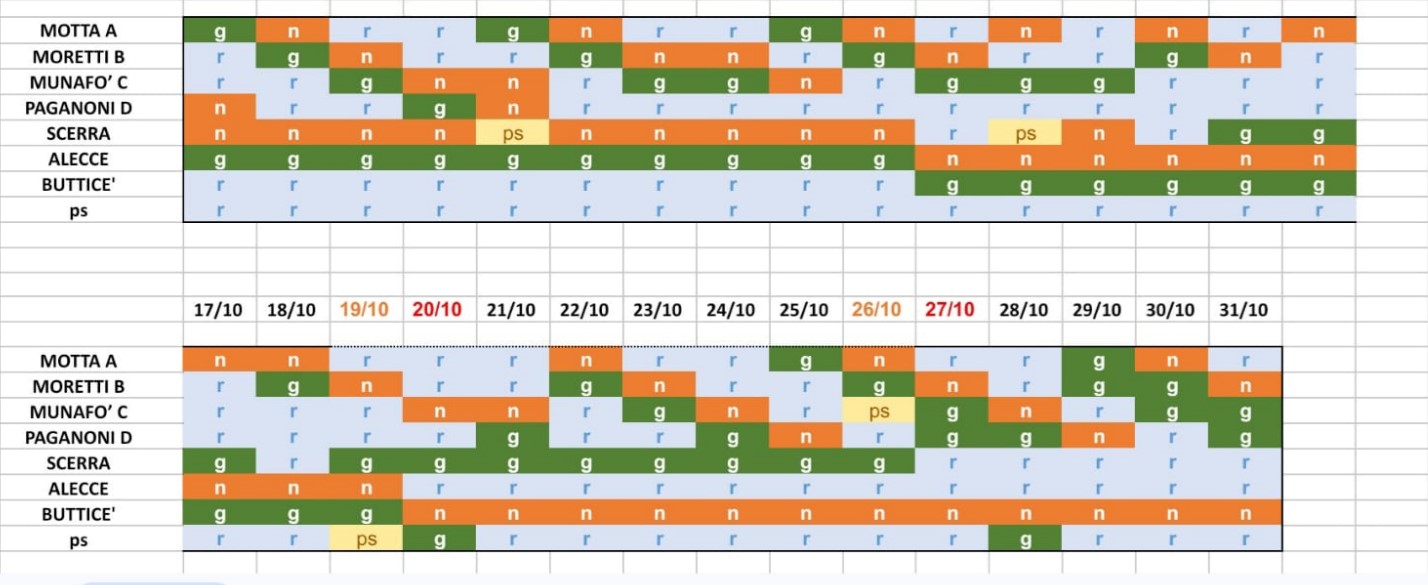 MOTTA A g n r r g n r r g n r n r n r n
MORETTI B r g n r r g n n r g n r r g n r
MUNAFO’ C r r g n n r g g n r g g g r r r
PAGANONI D n r r g n r r r r r r r r r r r
SCERRA n n n n ps n n n n n r ps n r g g
ALECCE g g g g g g g g g g n n n n n n
BUTTICE' r r r r r r r r r r g g g g g g
ps r r r r r r r r r r r r r r r r
17/10 18/10 19/10 20/10 21/10 22/10 23/10 24/10 25/10 26/10 27/10 28/10 29/10 30/10 31/10
MOTTA A n n r r r n r r g n r r g n r
MORETTI B r g n r r g n r r g n r g g n
MUNAFO’ C r r r n n r g n r ps g n r g g
PAGANONI D r r r r g r r g n r g g n r g
SCERRA g r g g g g g g g g r r r r r
ALECCE n n n r r r r r r r r r r r r
BUTTICE' g g g n n n n n n n n n n n n
ps r r ps g r r r r r r r g r r r